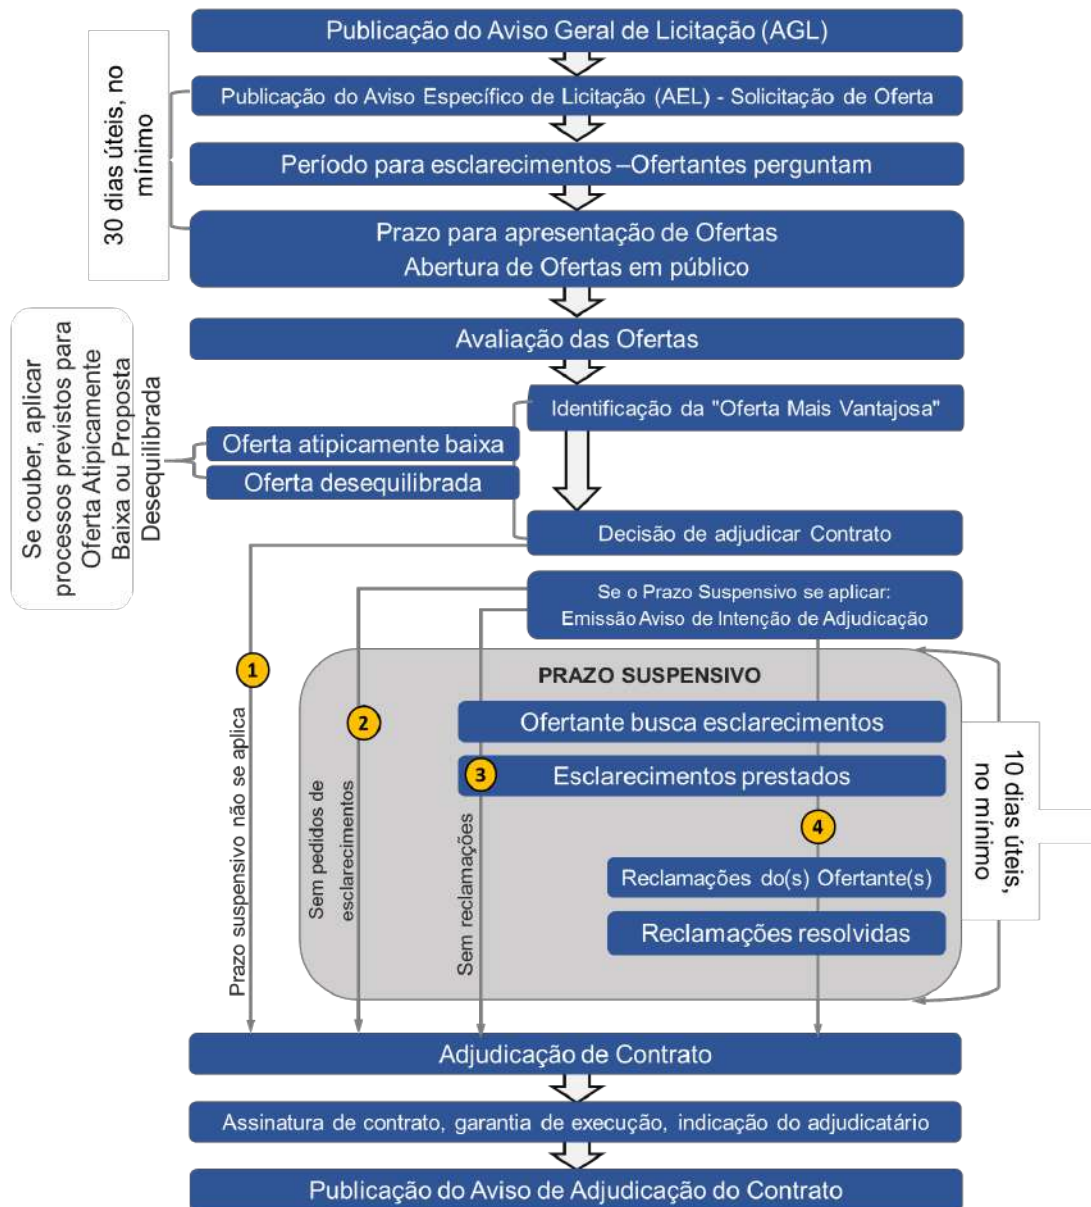 Publicação do Aviso Geral de Licitação (AGL)
30 dias úteis, no
mínimo
Publicação do Aviso Específico de Licitação (AEL) - Solicitação de Oferta
Período para esclarecimentos –Ofertantes perguntam
Prazo para apresentação de Ofertas
Abertura de Ofertas em público
Avaliação das Ofertas
Se couber, aplicar
processos previstos para
Oferta Atipicamente
Baixa ou Proposta
Desequilibrada
Identificação da "Oferta Mais Vantajosa"
Oferta atipicamente baixa
Oferta desequilibrada
Decisão de adjudicar Contrato
Se o Prazo Suspensivo se aplicar:
Emissão Aviso de Intenção de Adjudicação
1
Prazo suspensivo não se aplica
PRAZO SUSPENSIVO
2
Sem pedidos de
esclarecimentos
Ofertante busca esclarecimentos
3
Esclarecimentos prestados
Sem reclamações
4
Reclamações do(s) Ofertante(s)
Reclamações resolvidas
10 dias úteis,
no mínimo
Adjudicação de Contrato
Assinatura de contrato, garantia de execução, indicação do adjudicatário
Publicação do Aviso de Adjudicação do Contrato